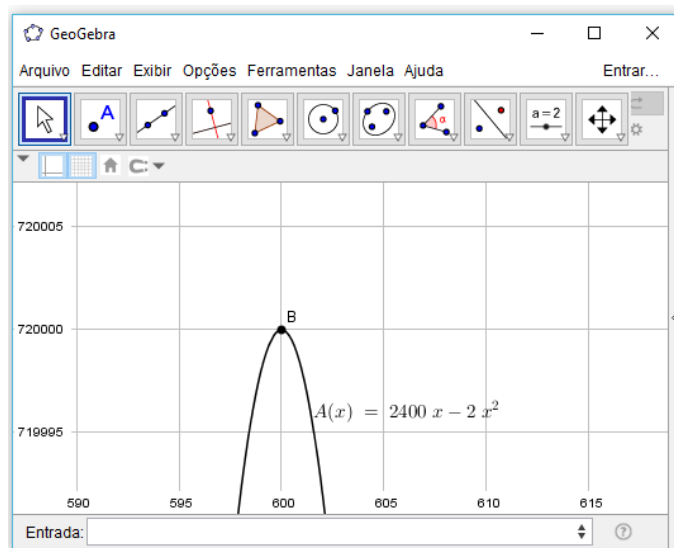 GeoGebra
Arquivo Editar Exibir Opções Ferramentas Janela Ajuda Entrar...
A α a=2
720005
720000
B
A(x) = 2400 x − 2 x²
719995
590 595 600 605 610 615
Entrada: